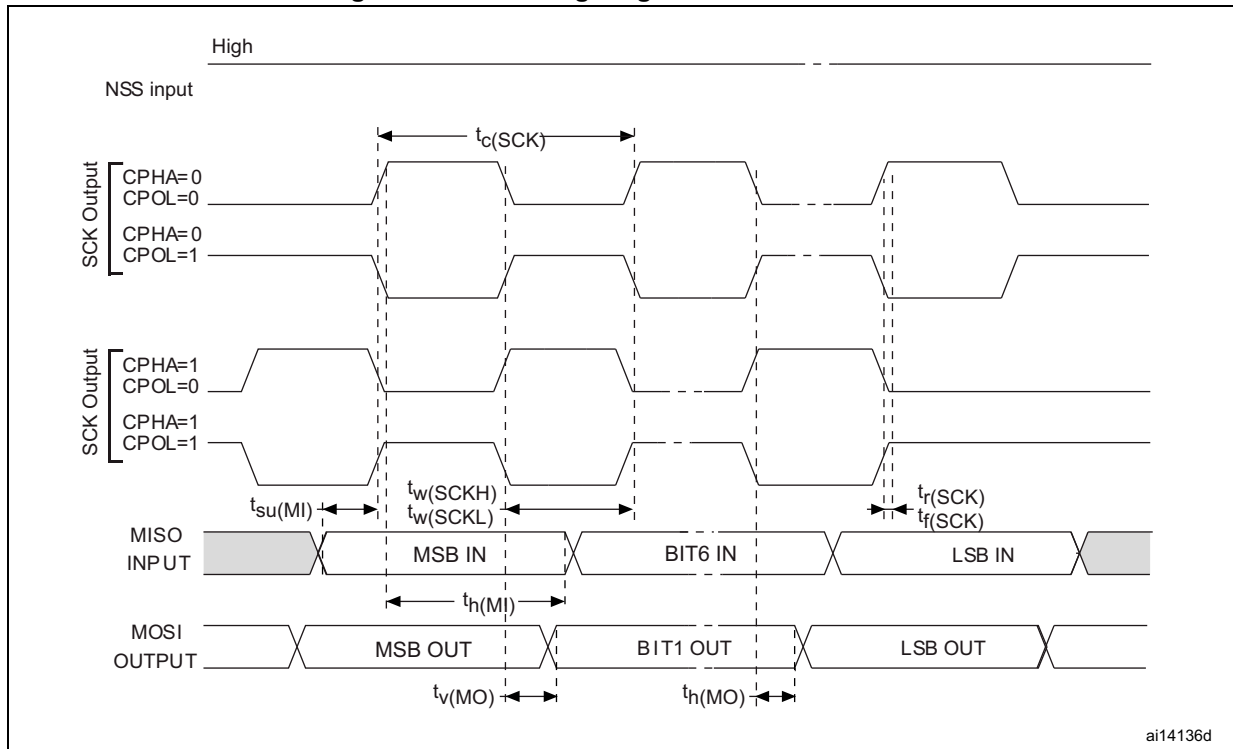 High
NSS input
tc(SCK)
SCK Output
CPHA=0
CPOL=0
CPHA=0
CPOL=1
SCK Output
CPHA=1
CPOL=0
CPHA=1
CPOL=1
tsu(MI)
tw(SCKH)
tw(SCKL)
tr(SCK)
tf(SCK)
MISO
INPUT
MSB IN
BIT6 IN
LSB IN
th(MI)
MOSI
OUTPUT
MSB OUT
BIT1 OUT
LSB OUT
tv(MO)
th(MO)
ai14136d